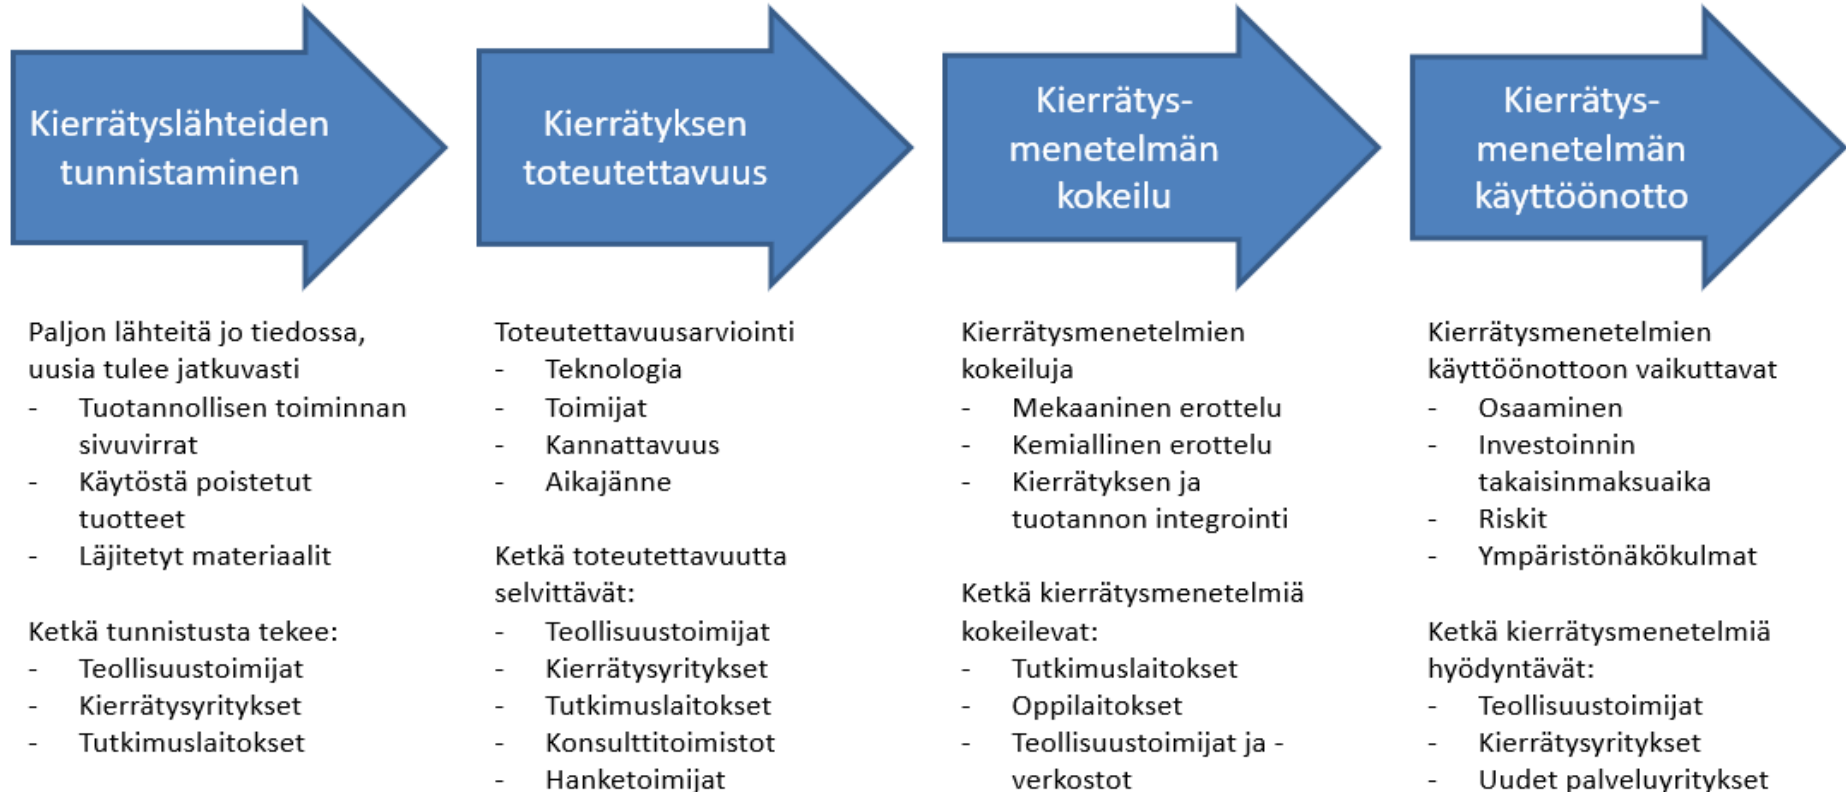 Kierrätyslähteiden
tunnistaminen
Kierrätyksen
toteutettavuus
Kierrätys-
menetelmän
kokeilu
Kierrätys-
menetelmän
käyttöönotto
Paljon lähteitä jo tiedossa,
uusia tulee jatkuvasti
- Tuotannollisen toiminnan
sivuvirrat
- Käytöstä poistetut
tuotteet
- Läjitetyt materiaalit
Ketkä tunnistusta tekee:
- Teollisuustoimijat
- Kierrätysyritykset
- Tutkimuslaitokset
Toteutettavuusarviointi
- Teknologia
- Toimijat
- Kannattavuus
- Aikajänne
Ketkä toteutettavuutta
selvittävät:
- Teollisuustoimijat
- Kierrätysyritykset
- Tutkimuslaitokset
- Konsulttitoimistot
- Hanketoimijat
Kierrätysmenetelmien
kokeiluja
- Mekaaninen erottelu
- Kemiallinen erottelu
- Kierrätyksen ja
tuotannon integrointi
Ketkä kierrätysmenetelmiä
kokeilevat:
- Tutkimuslaitokset
- Oppilaitokset
- Teollisuustoimijat ja -
verkostot
Kierrätysmenetelmien
käyttöönottoon vaikuttavat
- Osaaminen
- Investoinnin
takaisinmaksuaika
- Riskit
- Ympäristönäkökulmat
Ketkä kierrätysmenetelmiä
hyödyntävät:
- Teollisuustoimijat
- Kierrätysyritykset
- Uudet palveluyritykset